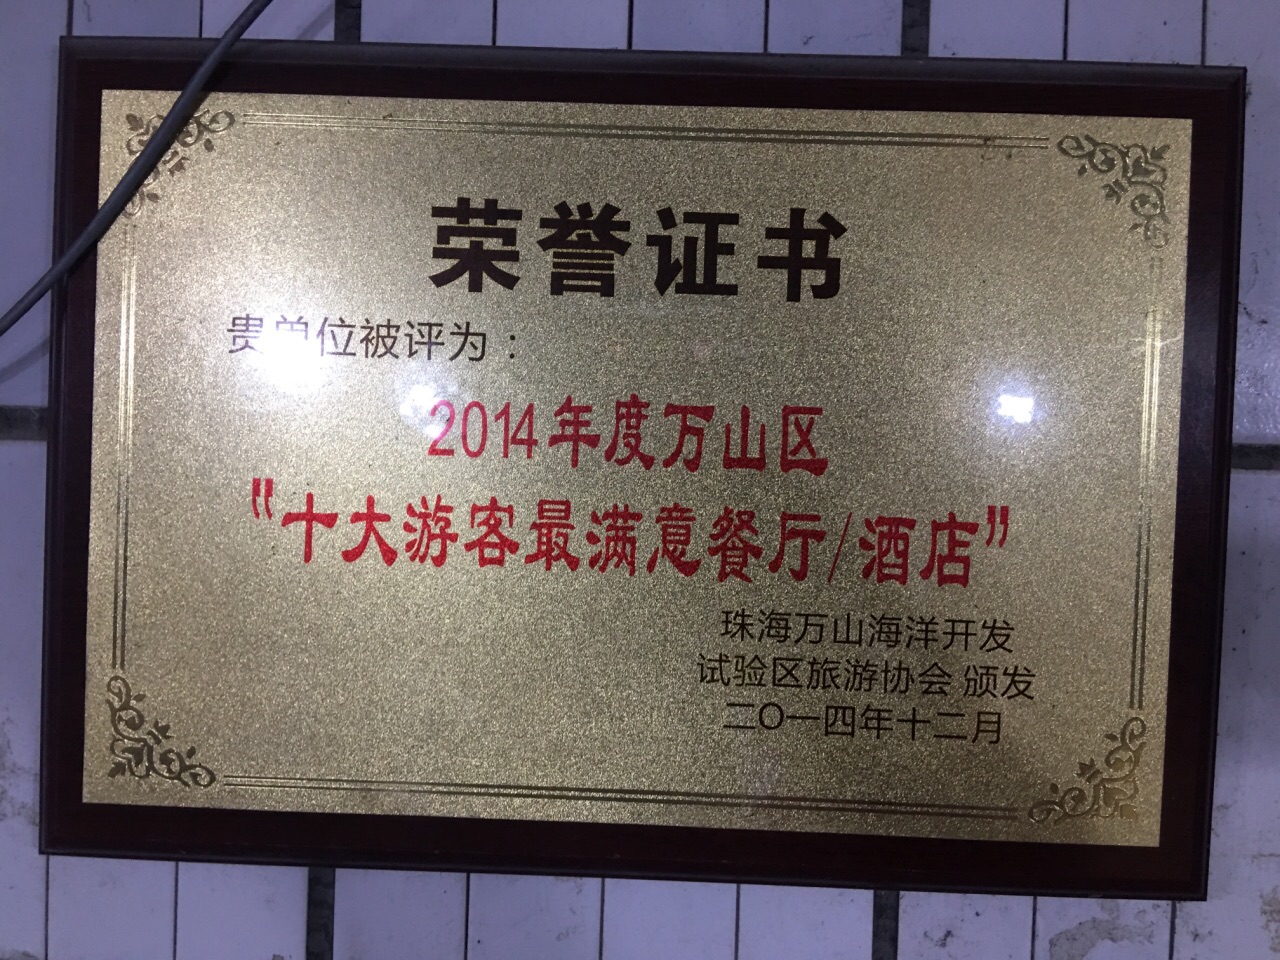 荣誉证书
贵单位被评为：
2014年度万山区
"十大游客最满意餐厅/酒店"
珠海万山海洋开发
试验区旅游协会 颁发
二〇一四年十二月